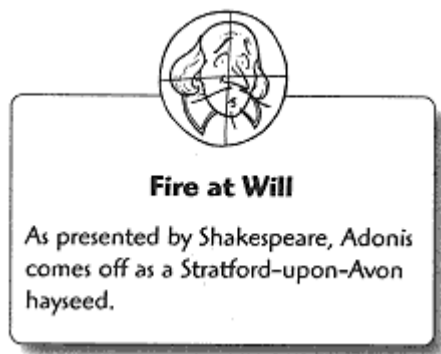 Fire at Will
As presented by Shakespeare, Adonis
comes off as a Stratford-upon-Avon
hayseed.